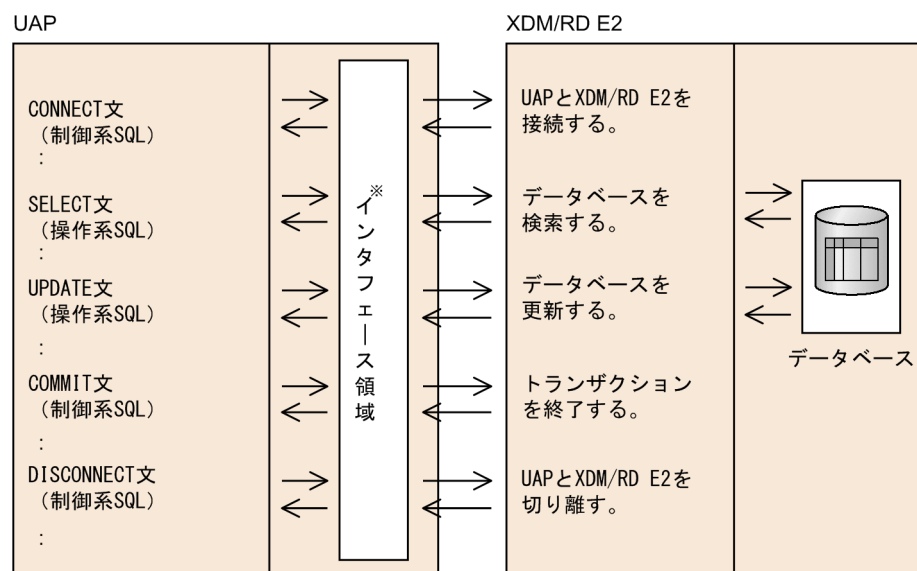 UAP
XDM/RD E2
CONNECT文
（制御系SQL）
:
SELECT文
（操作系SQL）
:
UPDATE文
（操作系SQL）
:
COMMIT文
（制御系SQL）
:
DISCONNECT文
（制御系SQL）
:
※
インタフェース領域
UAPとXDM/RD E2を
接続する。
データベースを
検索する。
データベースを
更新する。
トランザクション
を終了する。
UAPとXDM/RD E2を
切り離す。
データベース